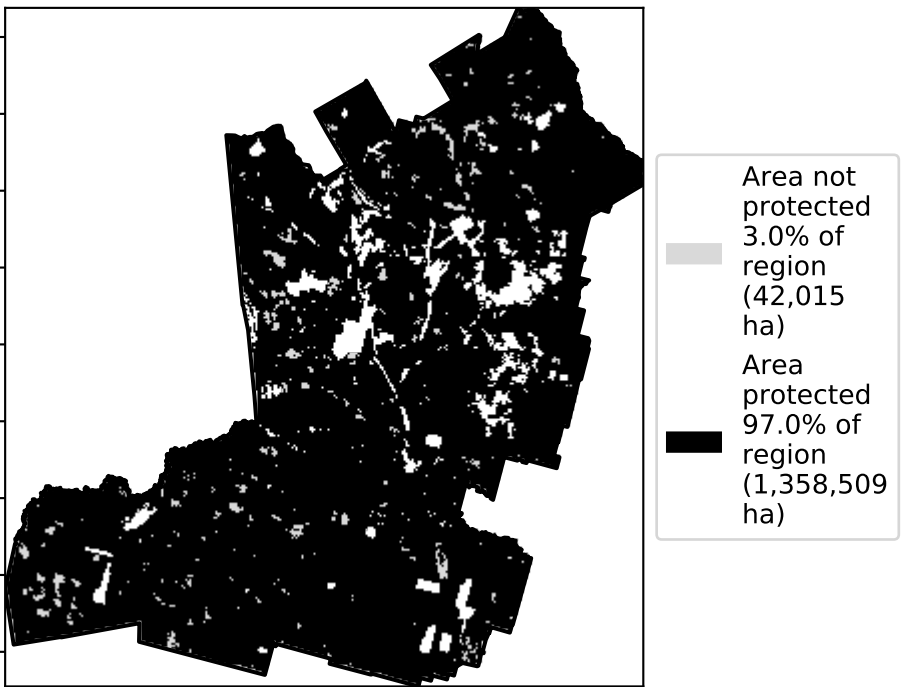 Area not
protected
3.0% of
region
(42,015
ha)
Area
protected
97.0% of
region
(1,358,509
ha)